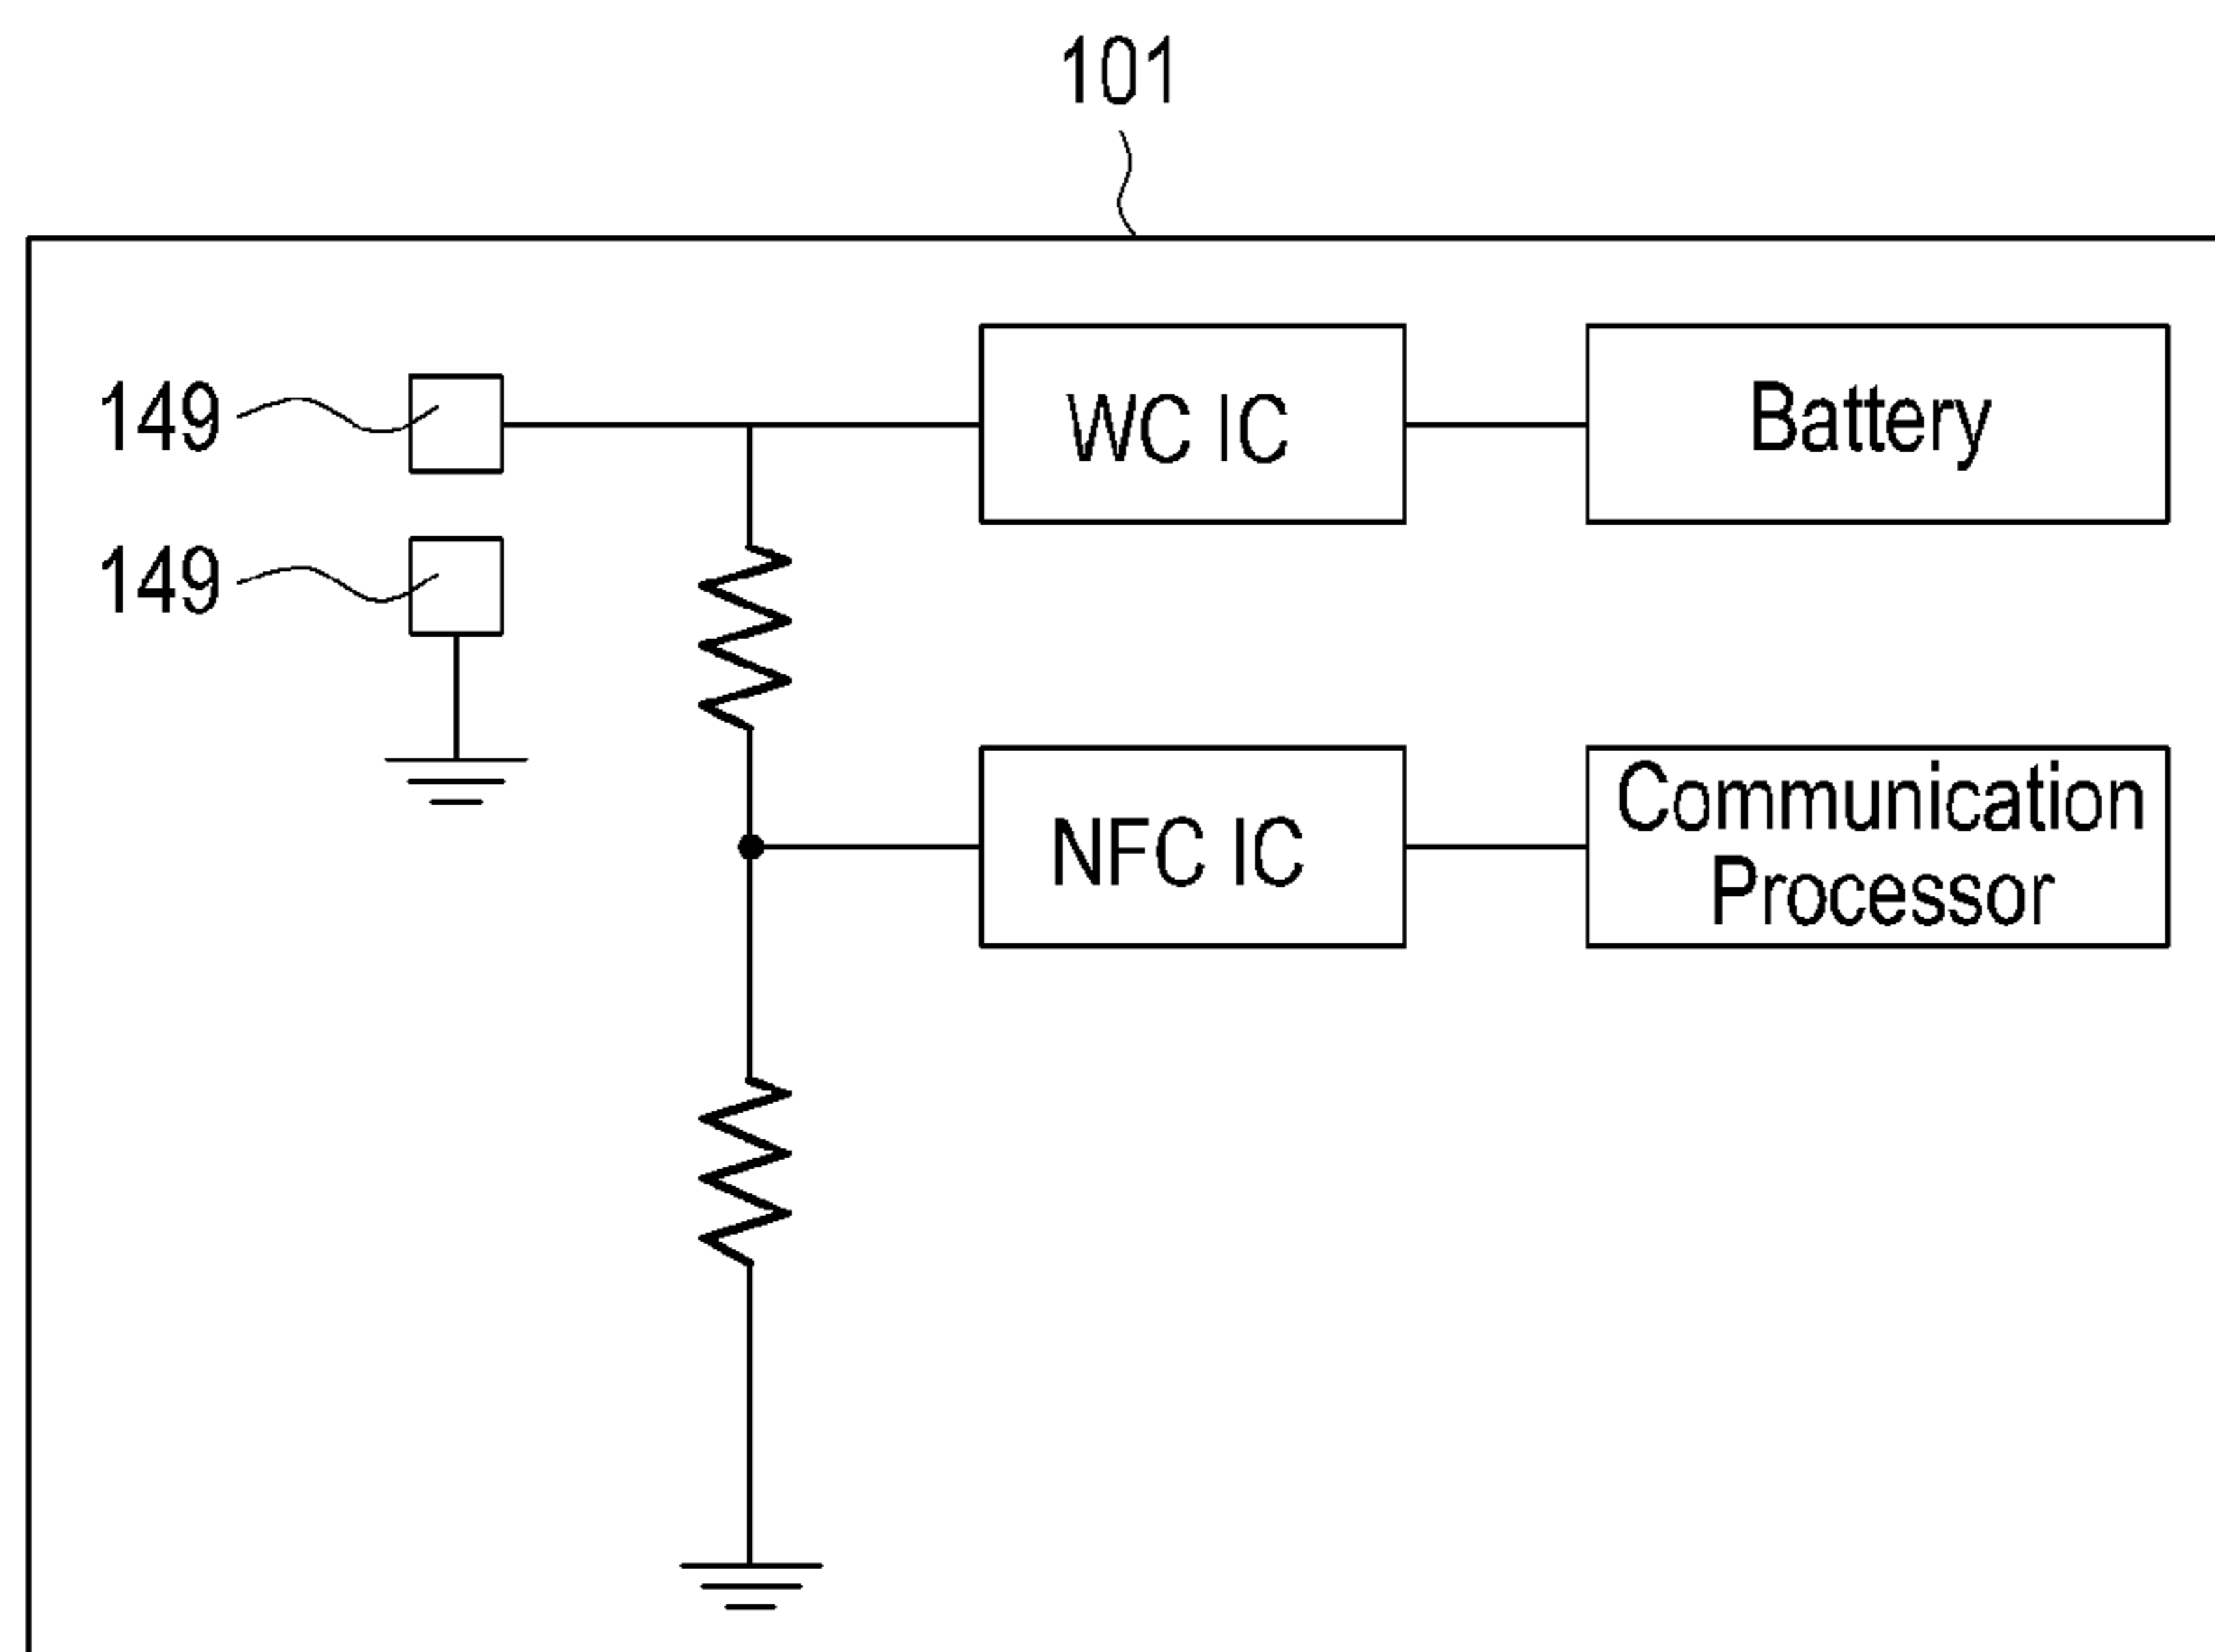 101
149
WC IC
Battery
149
NFC IC
Communication
Processor